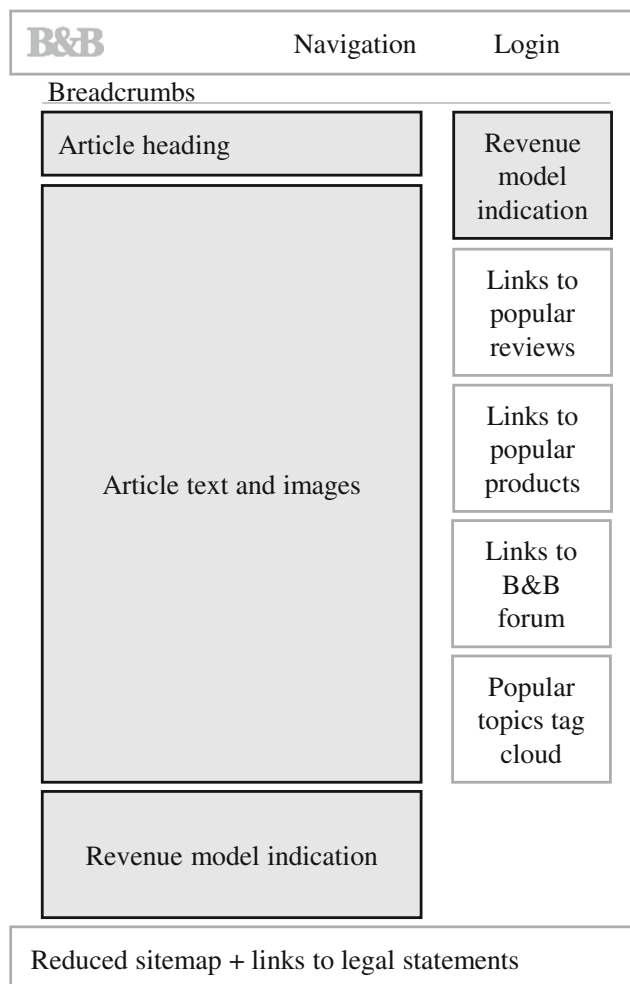 B&B Navigation Login
Breadcrumbs
Article heading
Article text and images
Revenue model indication
Revenue
model
indication
Links to
popular
reviews
Links to
popular
products
Links to
B&B
forum
Popular
topics tag
cloud
Reduced sitemap + links to legal statements